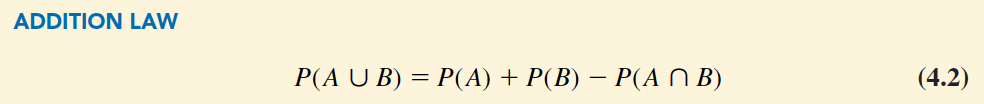 ADDITION LAW
P(A ∪ B) = P(A) + P(B) − P(A ∩ B) (4.2)